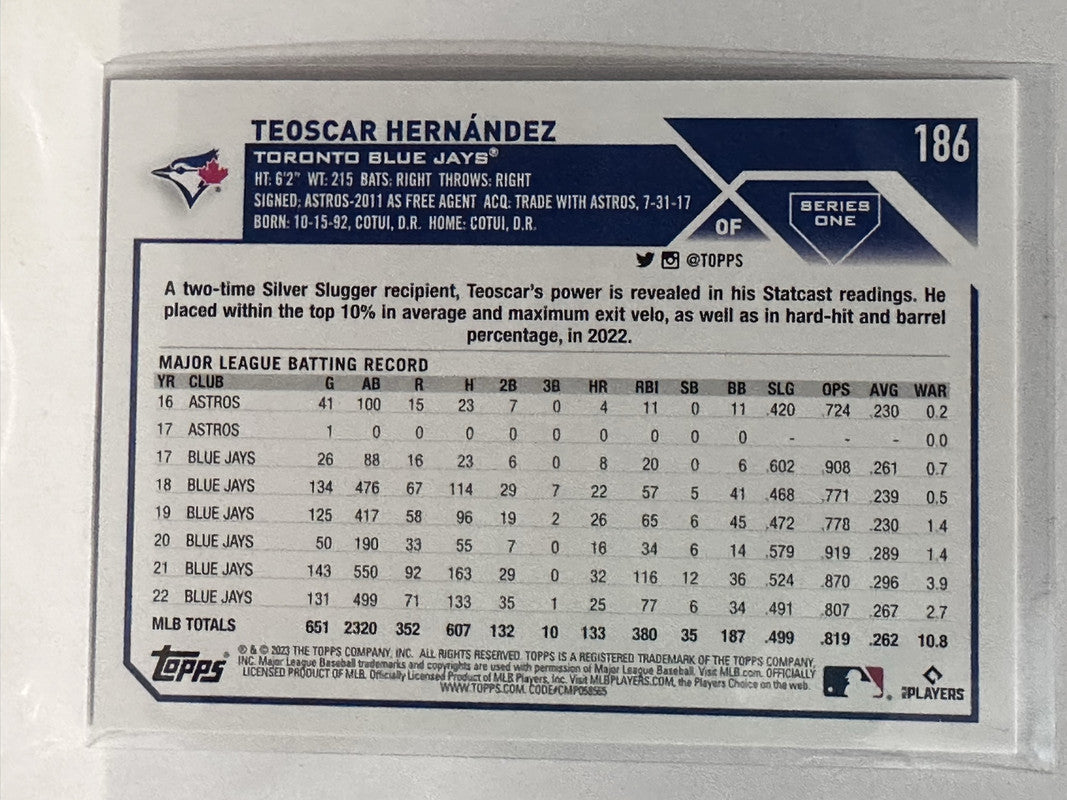 TEOSCAR HERNÁNDEZ
186
TORONTO BLUE JAYS®
HT: 6'2" WT: 215 BATS: RIGHT THROWS: RIGHT
SIGNED: ASTROS-2011 AS FREE AGENT ACQ: TRADE WITH ASTROS, 7-31-17
BORN: 10-15-92, COTUI, D.R. HOME: COTUI, D.R.
OF
SERIES
ONE
@TOPPS
A two-time Silver Slugger recipient, Teoscar's power is revealed in his Statcast readings. He
placed within the top 10% in average and maximum exit velo, as well as in hard-hit and barrel
percentage, in 2022.
MAJOR LEAGUE BATTING RECORD
YR CLUB G AB R H 2B 3B HR RBI SB BB SLG OPS AVG WAR
16 ASTROS 41 100 15 23 7 0 4 11 0 11 .420 .724 .230 0.2
17 ASTROS 1 0 0 0 0 0 0 0 0 0 - - - 0.0
17 BLUE JAYS 26 88 16 23 6 0 8 20 0 6 .602 .908 .261 0.7
18 BLUE JAYS 134 476 67 114 29 7 22 57 5 41 .468 .771 .239 0.5
19 BLUE JAYS 125 417 58 96 19 2 26 65 6 45 .472 .778 .230 1.4
20 BLUE JAYS 50 190 33 55 7 0 16 34 6 14 .579 .919 .289 1.4
21 BLUE JAYS 143 550 92 163 29 0 32 116 12 36 .524 .870 .296 3.9
22 BLUE JAYS 131 499 71 133 35 1 25 77 6 34 .491 .807 .267 2.7
MLB TOTALS 651 2320 352 607 132 10 133 380 35 187 .499 .819 .262 10.8
Topps®
® & © 2023 THE TOPPS COMPANY, INC. ALL RIGHTS RESERVED. TOPPS IS A REGISTERED TRADEMARK OF THE TOPPS COMPANY,
INC. Major League Baseball trademarks and copyrights are used with permission of Major League Baseball. Visit MLB.com. OFFICIALLY
LICENSED PRODUCT OF MLB Players, Inc. Visit MLBPLAYERS.COM, the Players Choice on the web.
WWW.TOPPS.COM. CODE#CMP058565
PLAYERS